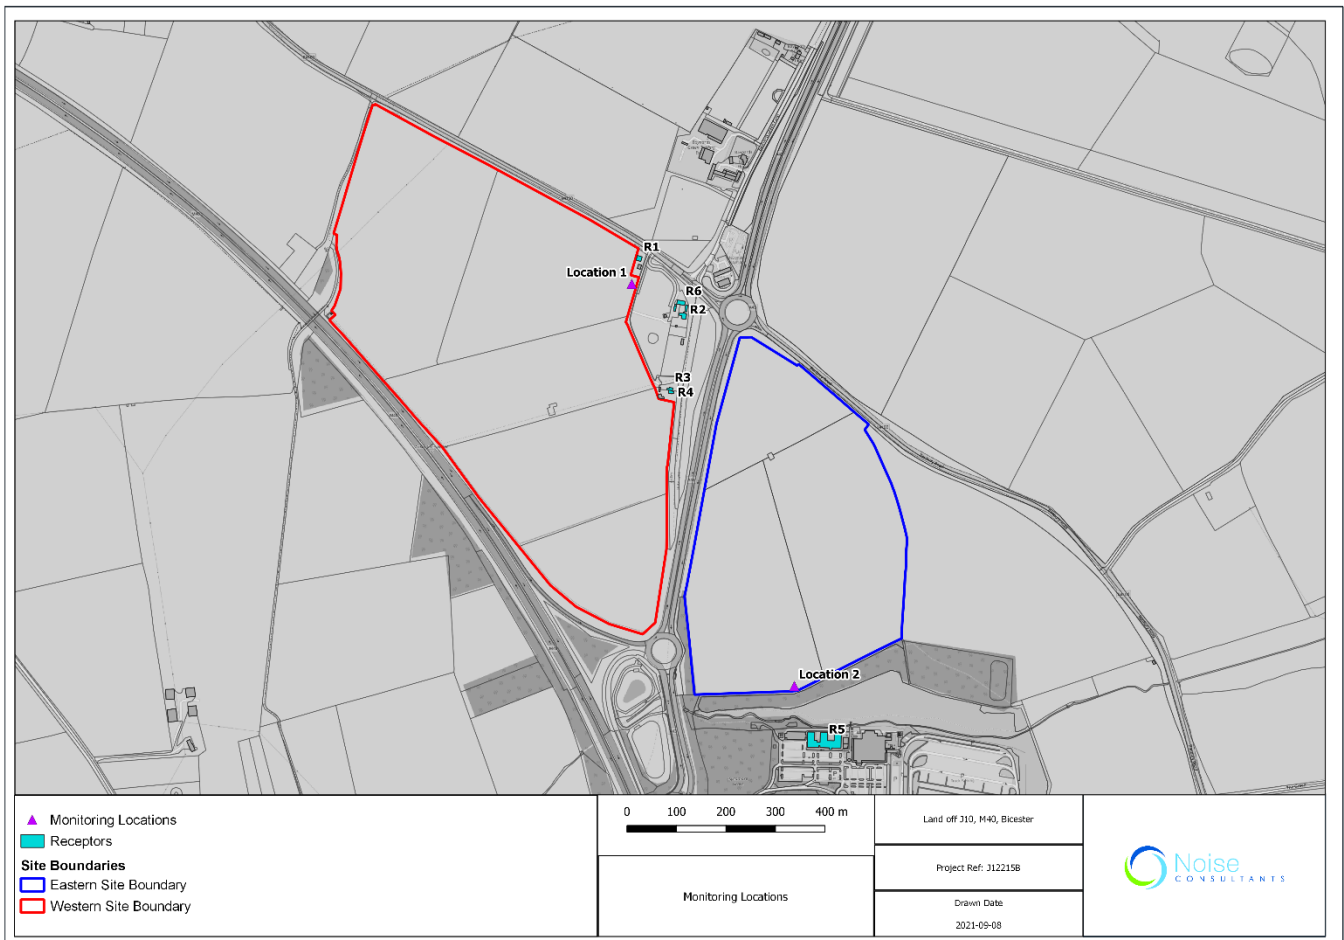 R1
Location 1
R6
R2
R3
R4
Location 2
R5
Monitoring Locations
Receptors
Site Boundaries
Eastern Site Boundary
Western Site Boundary
0 100 200 300 400 m
Monitoring Locations
Land off J10, M40, Bicester
Project Ref: J12215B
Drawn Date
2021-09-08
Noise
CONSULTANTS